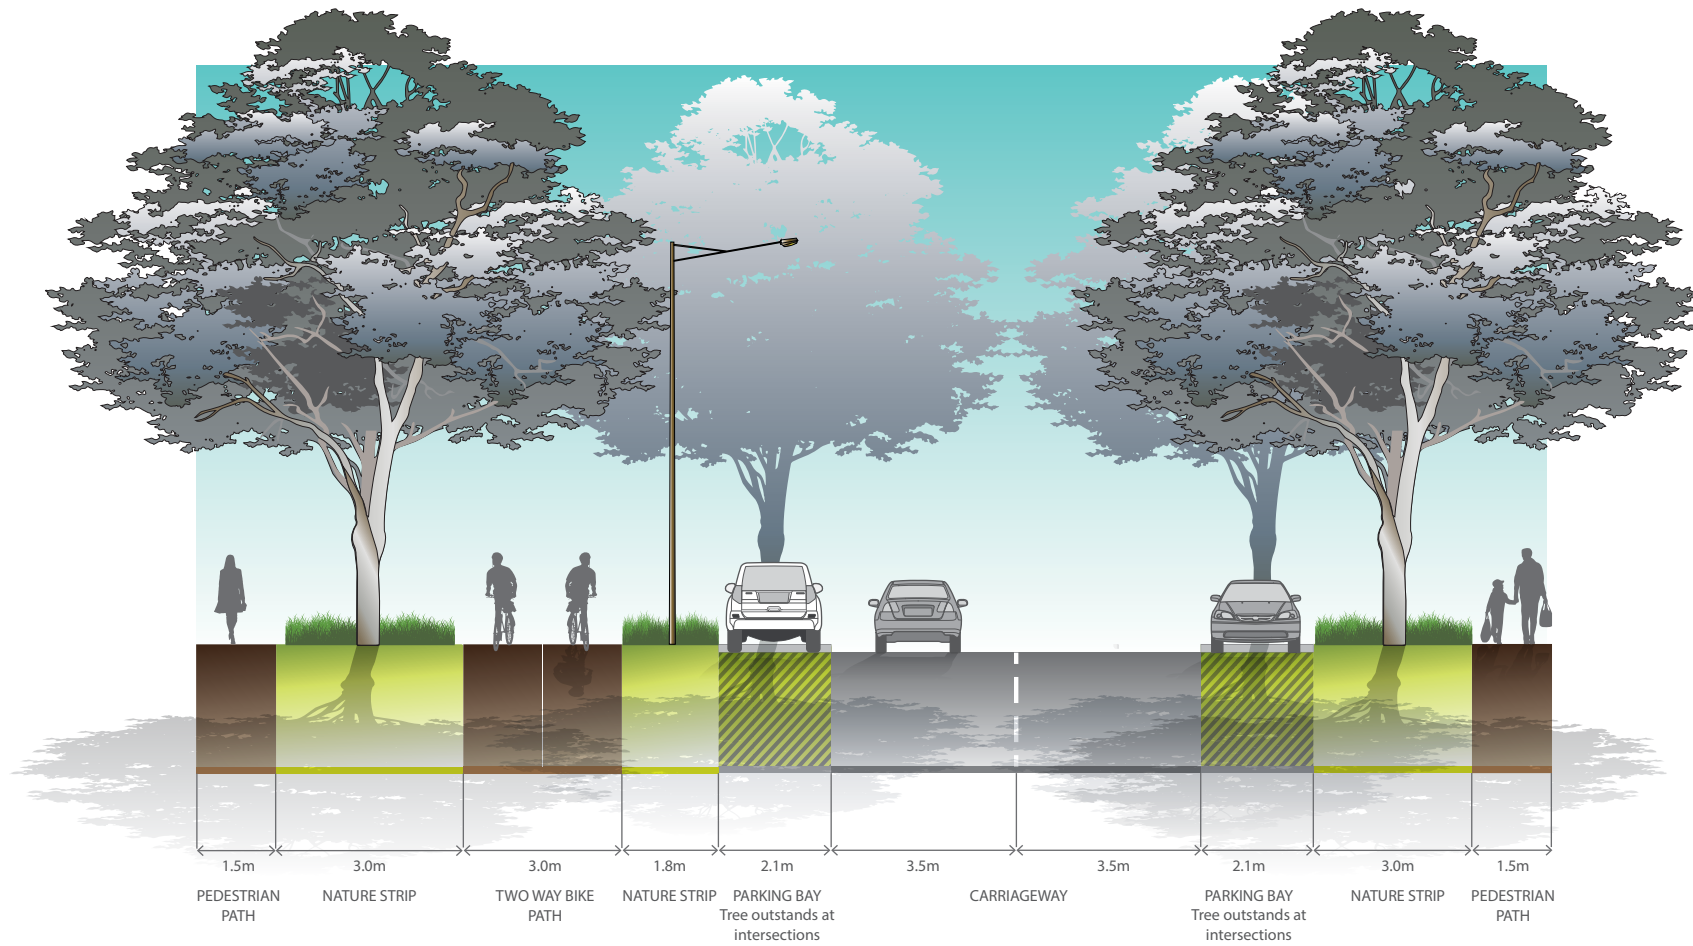 1.5m 3.0m 3.0m 1.8m 2.1m 3.5m 3.5m 2.1m 3.0m 1.5m
PEDESTRIAN
PATH
NATURE STRIP
TWO WAY BIKE
PATH
NATURE STRIP
PARKING BAY
Tree outstands at
intersections
CARRIAGEWAY
PARKING BAY
Tree outstands at
intersections
NATURE STRIP
PEDESTRIAN
PATH